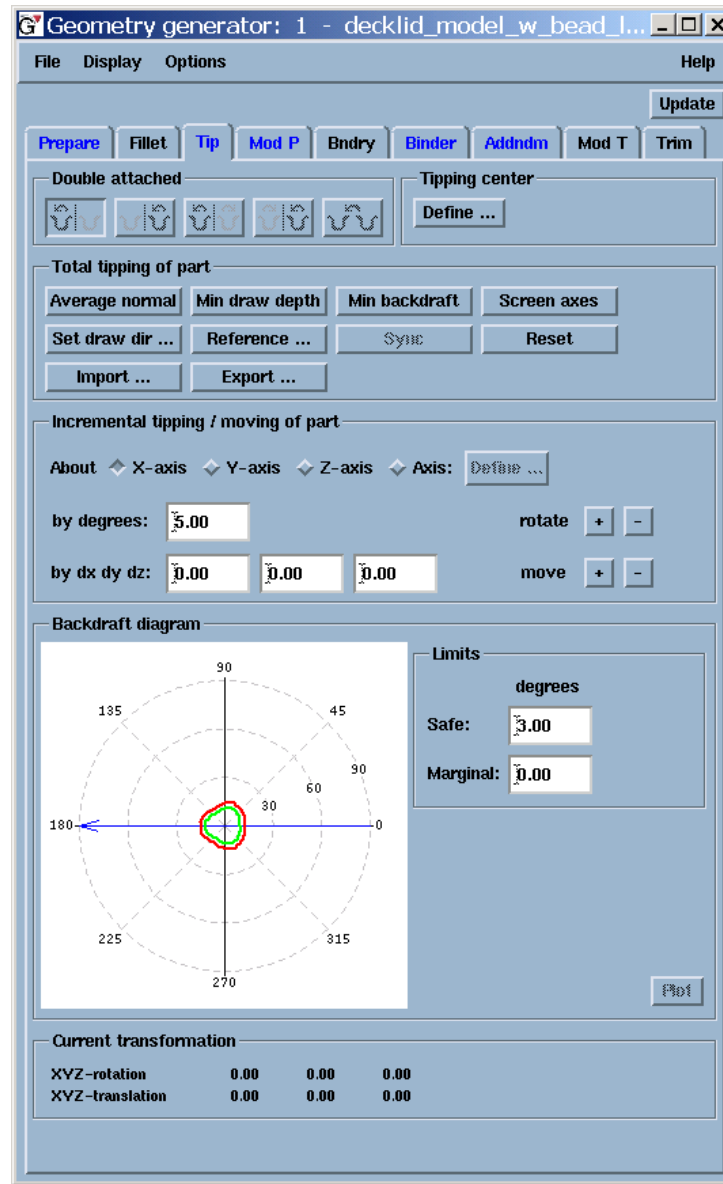 Geometry generator: 1 - decklid_model_w_bead_l...
File Display Options Help
Update
Prepare Fillet Tip Mod P Bndry Binder Addndm Mod T Trim
Double attached
Tipping center
Define ...
Total tipping of part
Average normal Min draw depth Min backdraft Screen axes
Set draw dir ... Reference ... Sync Reset
Import ... Export ...
Incremental tipping / moving of part
About X-axis Y-axis Z-axis Axis: Define ...
by degrees: 5.00 rotate + -
by dx dy dz: 0.00 0.00 0.00 move + -
Backdraft diagram
90
135 45
90
60
30
180 0
225 315
270
Limits
degrees
Safe: 3.00
Marginal: 0.00
Plot
Current transformation
XYZ-rotation 0.00 0.00 0.00
XYZ-translation 0.00 0.00 0.00